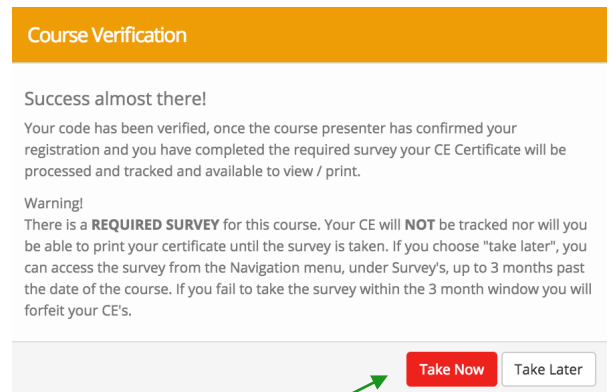 Course Verification
Success almost there!
Your code has been verified, once the course presenter has confirmed your
registration and you have completed the required survey your CE Certificate will be
processed and tracked and available to view / print.
Warning!
There is a REQUIRED SURVEY for this course. Your CE will NOT be tracked nor will you
be able to print your certificate until the survey is taken. If you choose "take later", you
can access the survey from the Navigation menu, under Survey's, up to 3 months past
the date of the course. If you fail to take the survey within the 3 month window you will
forfeit your CE's.
Take Now Take Later